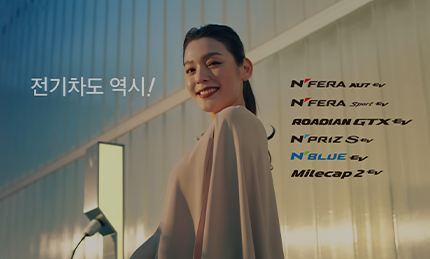 전기차도 역시!
N'FERA AU7 EV
N'FERA Sport EV
ROADIAN GTX EV
N'PRIZ S EV
N'BLUE EV
Milecap 2 EV